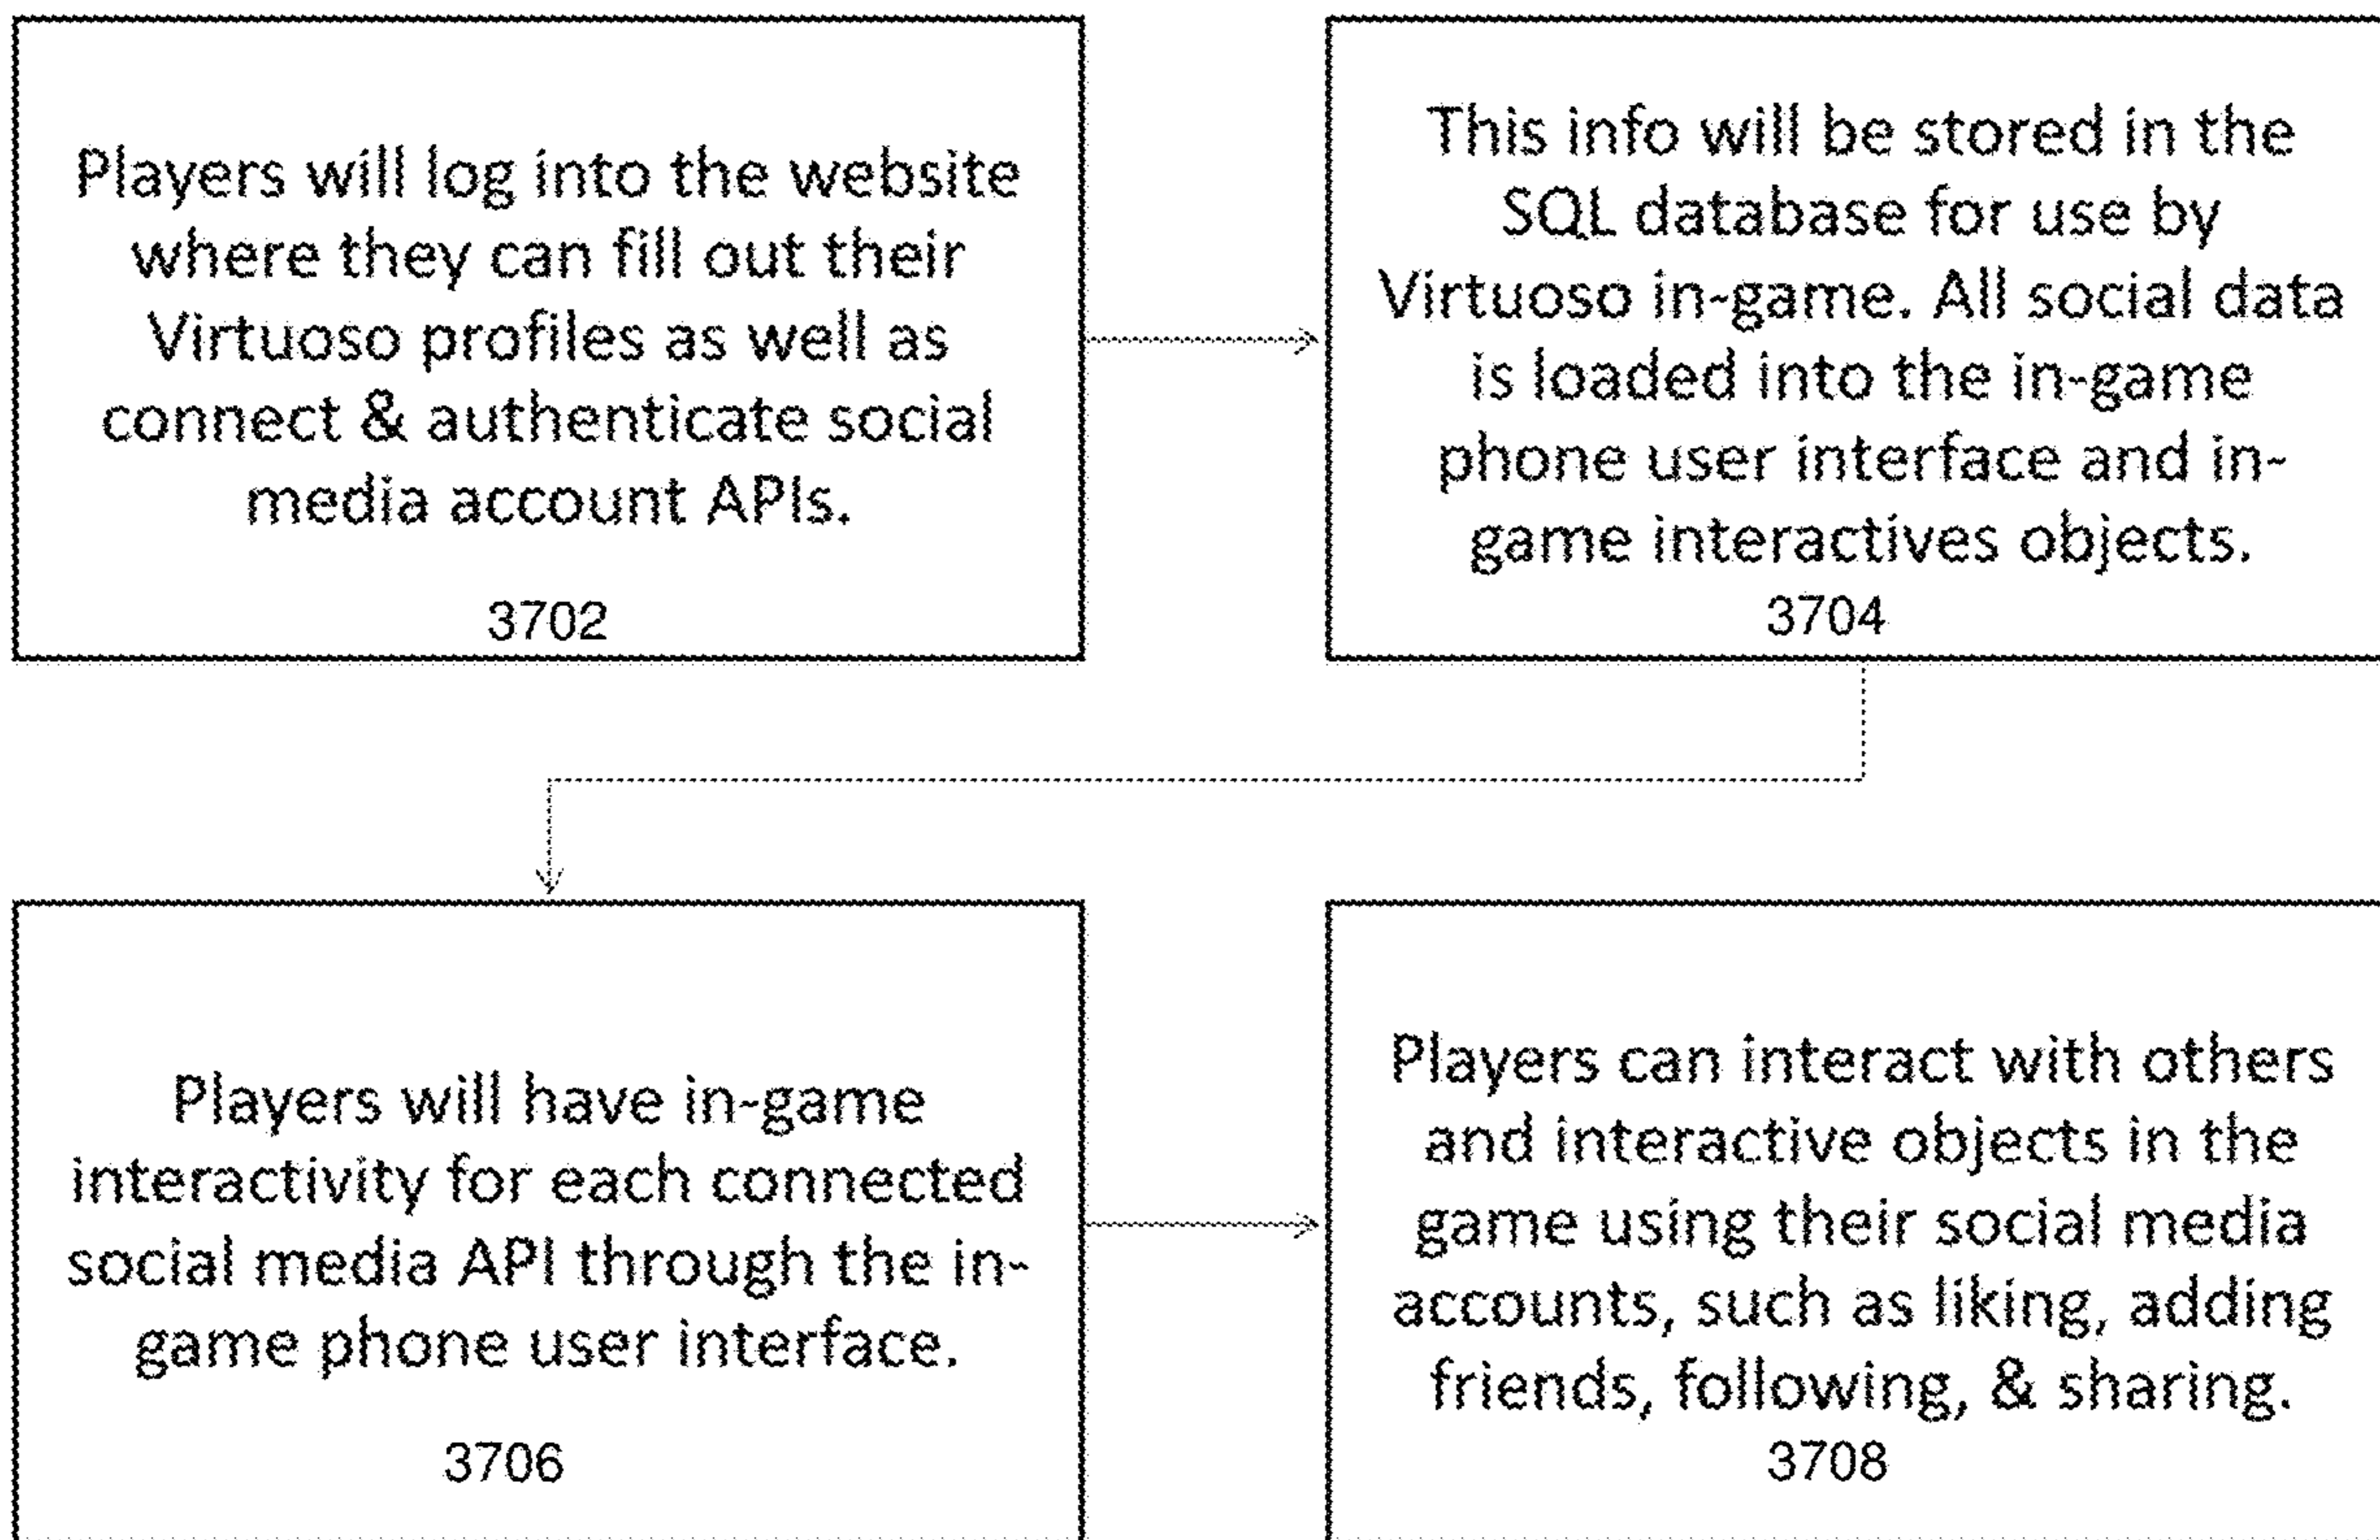 Players will log into the website
where they can fill out their
Virtuoso profiles as well as
connect & authenticate social
media account APIs.
3702
This info will be stored in the
SQL database for use by
Virtuoso in-game. All social data
is loaded into the in-game
phone user interface and in-
game interactives objects.
3704
Players will have in-game
interactivity for each connected
social media API through the in-
game phone user interface.
3706
Players can interact with others
and interactive objects in the
game using their social media
accounts, such as liking, adding
friends, following, & sharing.
3708